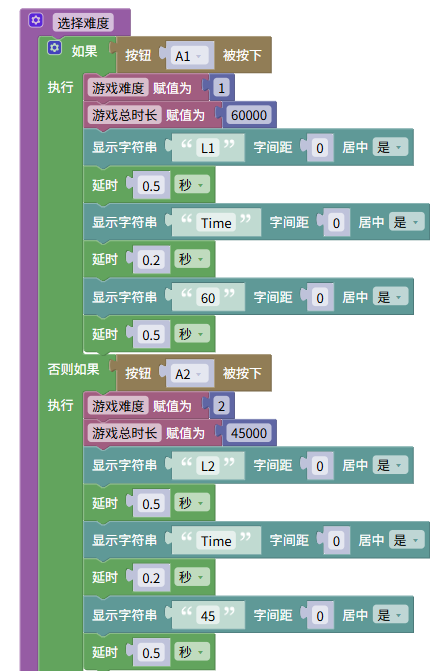 选择难度
如果 按钮 A1 被按下
执行 游戏难度 赋值为 1
游戏总时长 赋值为 60000
显示字符串 “ L1 ” 字间距 0 居中 是
延时 0.5 秒
显示字符串 “ Time ” 字间距 0 居中 是
延时 0.2 秒
显示字符串 “ 60 ” 字间距 0 居中 是
延时 0.5 秒
否则如果 按钮 A2 被按下
执行 游戏难度 赋值为 2
游戏总时长 赋值为 45000
显示字符串 “ L2 ” 字间距 0 居中 是
延时 0.5 秒
显示字符串 “ Time ” 字间距 0 居中 是
延时 0.2 秒
显示字符串 “ 45 ” 字间距 0 居中 是
延时 0.5 秒